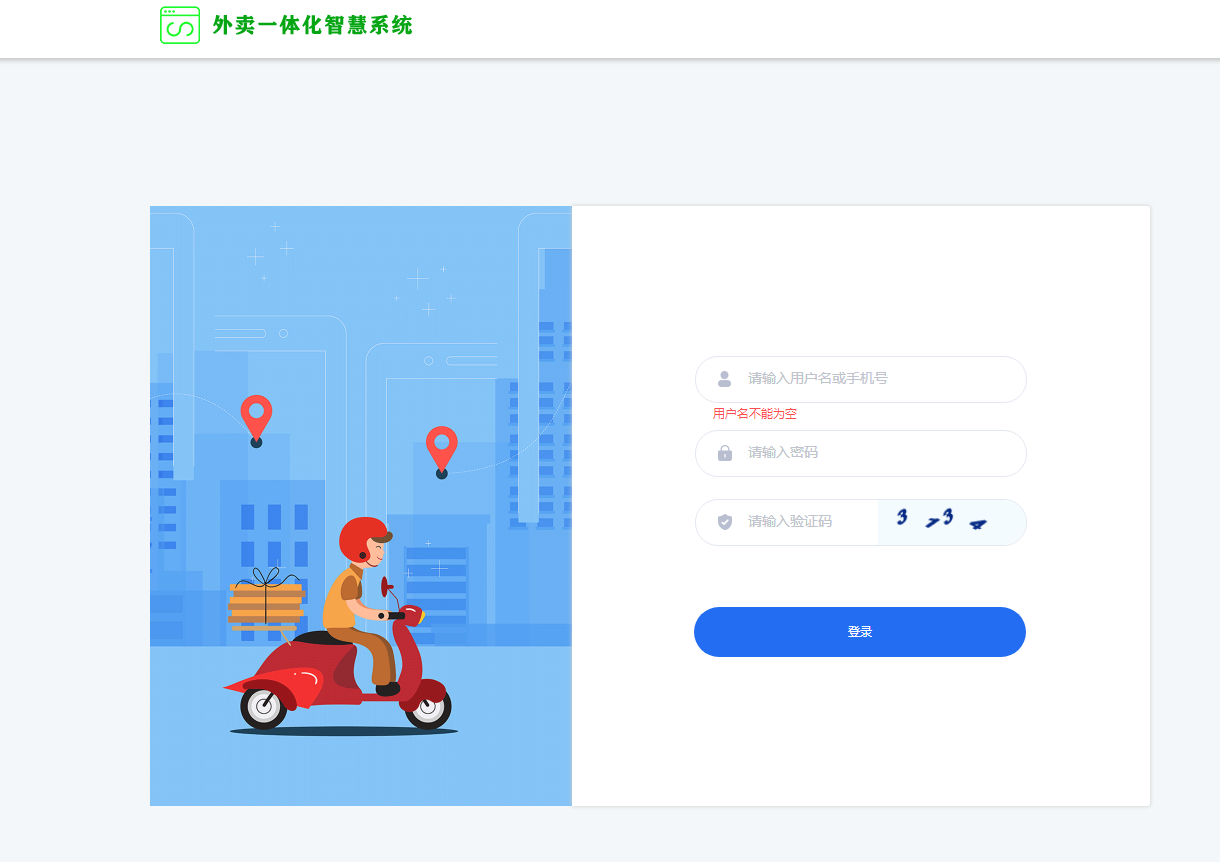 外卖一体化智慧系统
请输入用户名或手机号
用户名不能为空
请输入密码
请输入验证码
登录